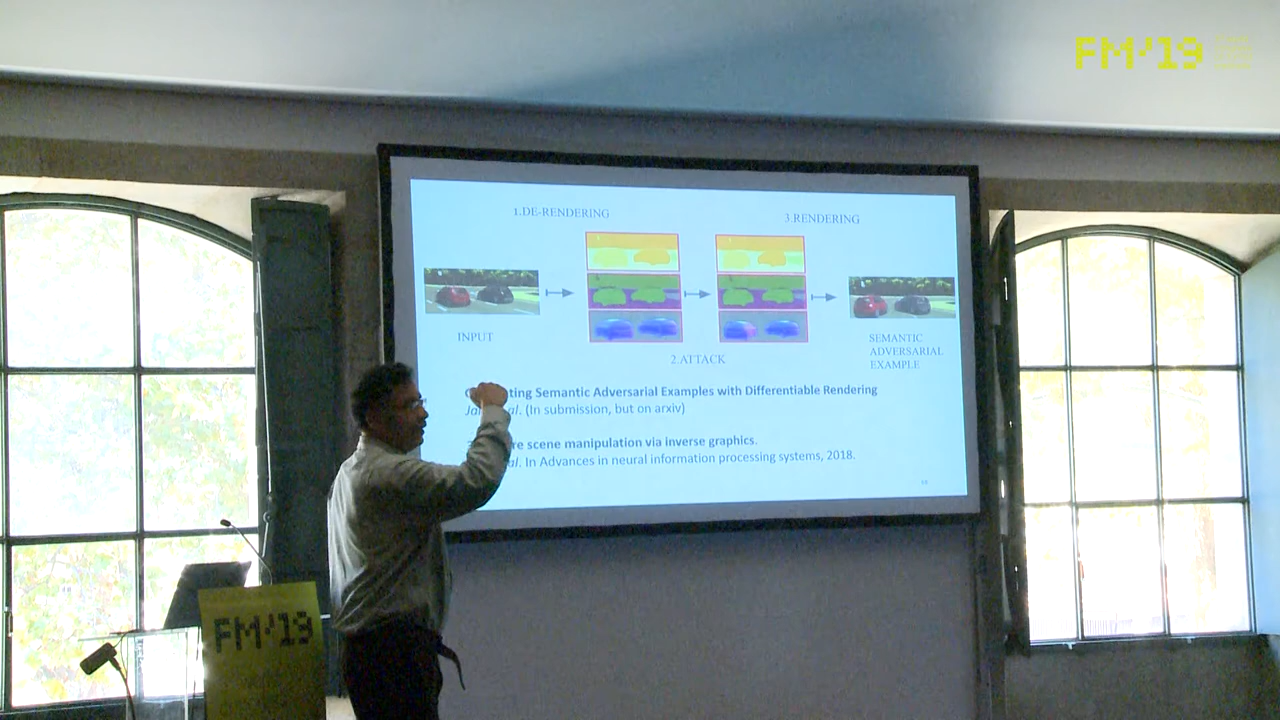 FM'19
1.DE-RENDERING
3.RENDERING
INPUT
2.ATTACK
SEMANTIC
ADVERSARIAL
EXAMPLE
ting Semantic Adversarial Examples with Differentiable Rendering
al. (In submission, but on arxiv)
re scene manipulation via inverse graphics.
al. In Advances in neural information processing systems, 2018.
FM'19